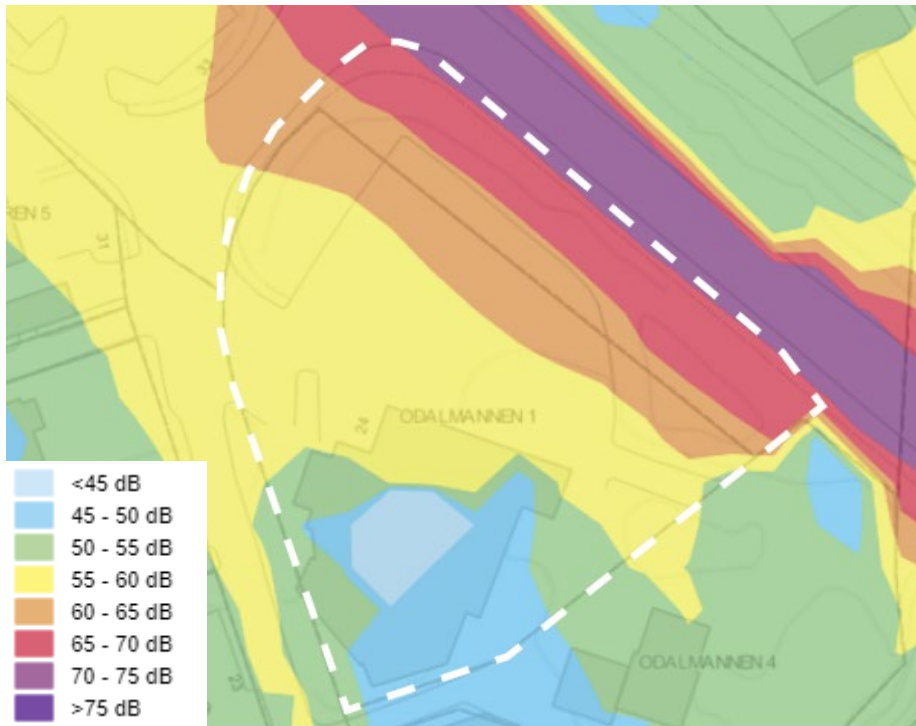 33
REN 5
31
ODALMANNEN 1
24
<45 dB
45 - 50 dB
50 - 55 dB
55 - 60 dB
60 - 65 dB
65 - 70 dB
70 - 75 dB
>75 dB
ODALMANNEN 4